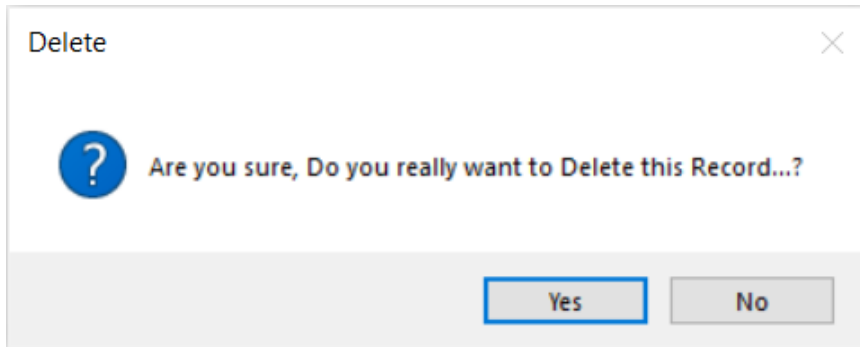 Delete
Are you sure, Do you really want to Delete this Record...?
Yes No